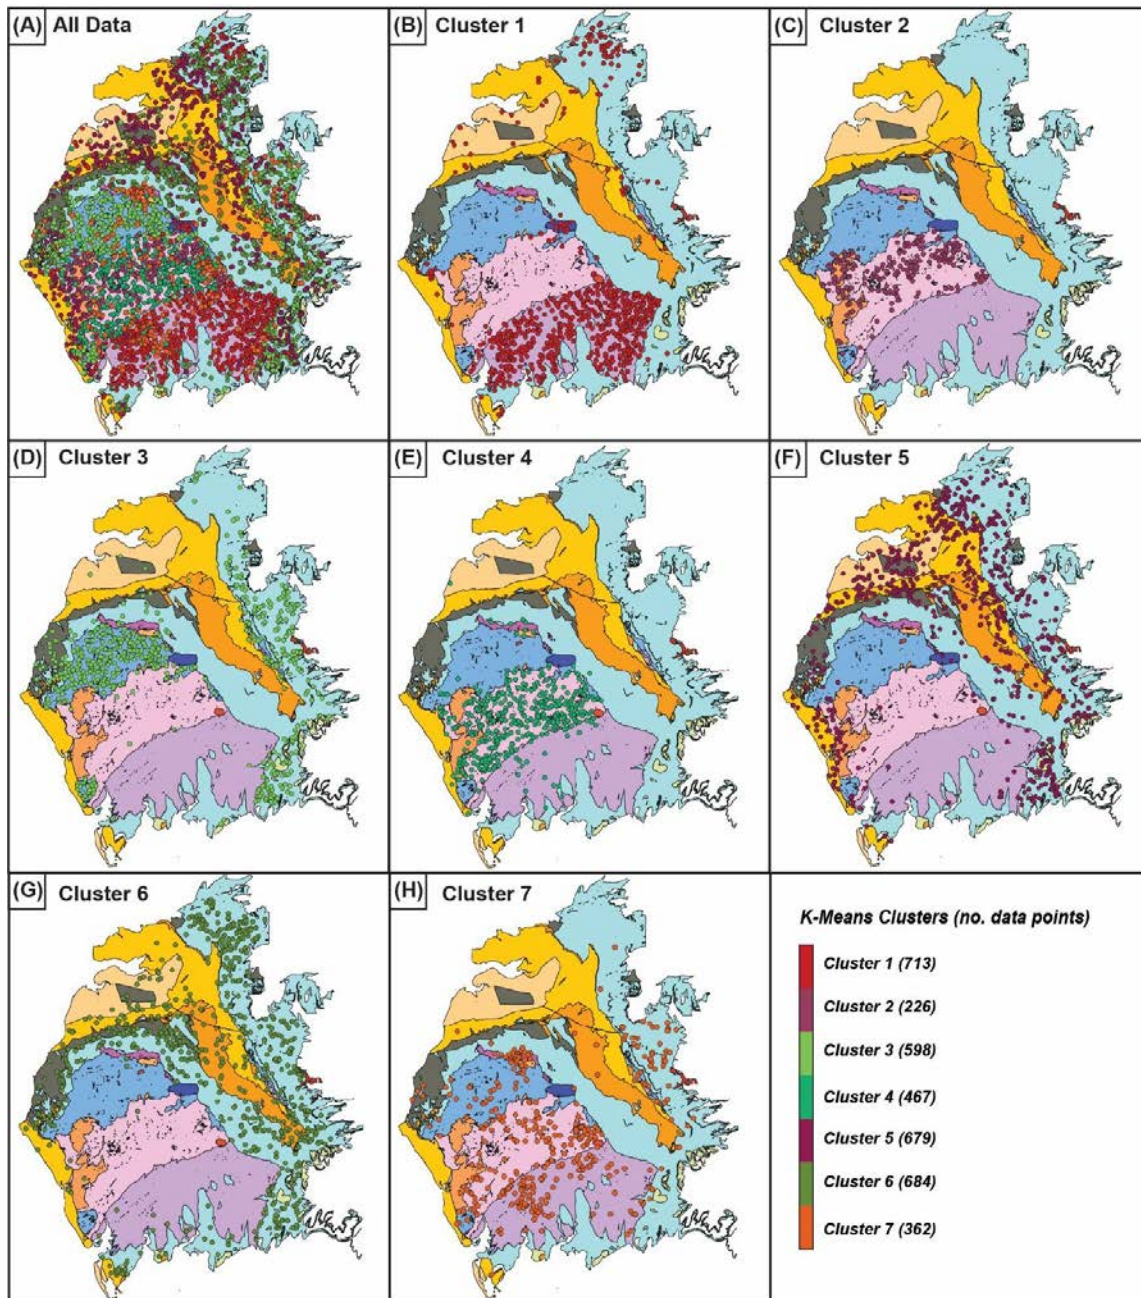 (A) All Data
(B) Cluster 1
(C) Cluster 2
(D) Cluster 3
(E) Cluster 4
(F) Cluster 5
(G) Cluster 6
(H) Cluster 7
K-Means Clusters (no. data points)
Cluster 1 (713)
Cluster 2 (226)
Cluster 3 (598)
Cluster 4 (467)
Cluster 5 (679)
Cluster 6 (684)
Cluster 7 (362)